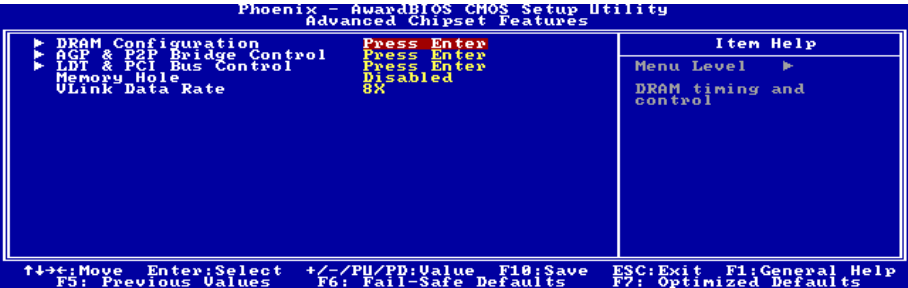 Phoenix - AwardBIOS CMOS Setup Utility
Advanced Chipset Features
► DRAM Configuration Press Enter
► AGP & P2P Bridge Control Press Enter
► LDT & PCI Bus Control Press Enter
Memory Hole Disabled
VLink Data Rate 8X
Item Help
Menu Level ►
DRAM timing and
control
↑↓→←:Move Enter:Select +/-/PU/PD:Value F10:Save ESC:Exit F1:General Help
F5: Previous Values F6: Fail-Safe Defaults F7: Optimized Defaults